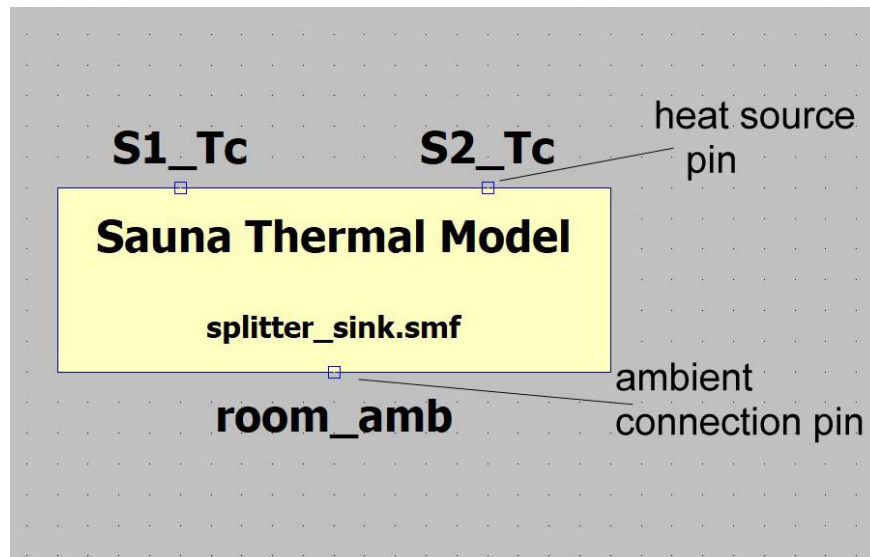 heat source
pin
S1_Tc
S2_Tc
Sauna Thermal Model
splitter_sink.smf
ambient
connection pin
room_amb